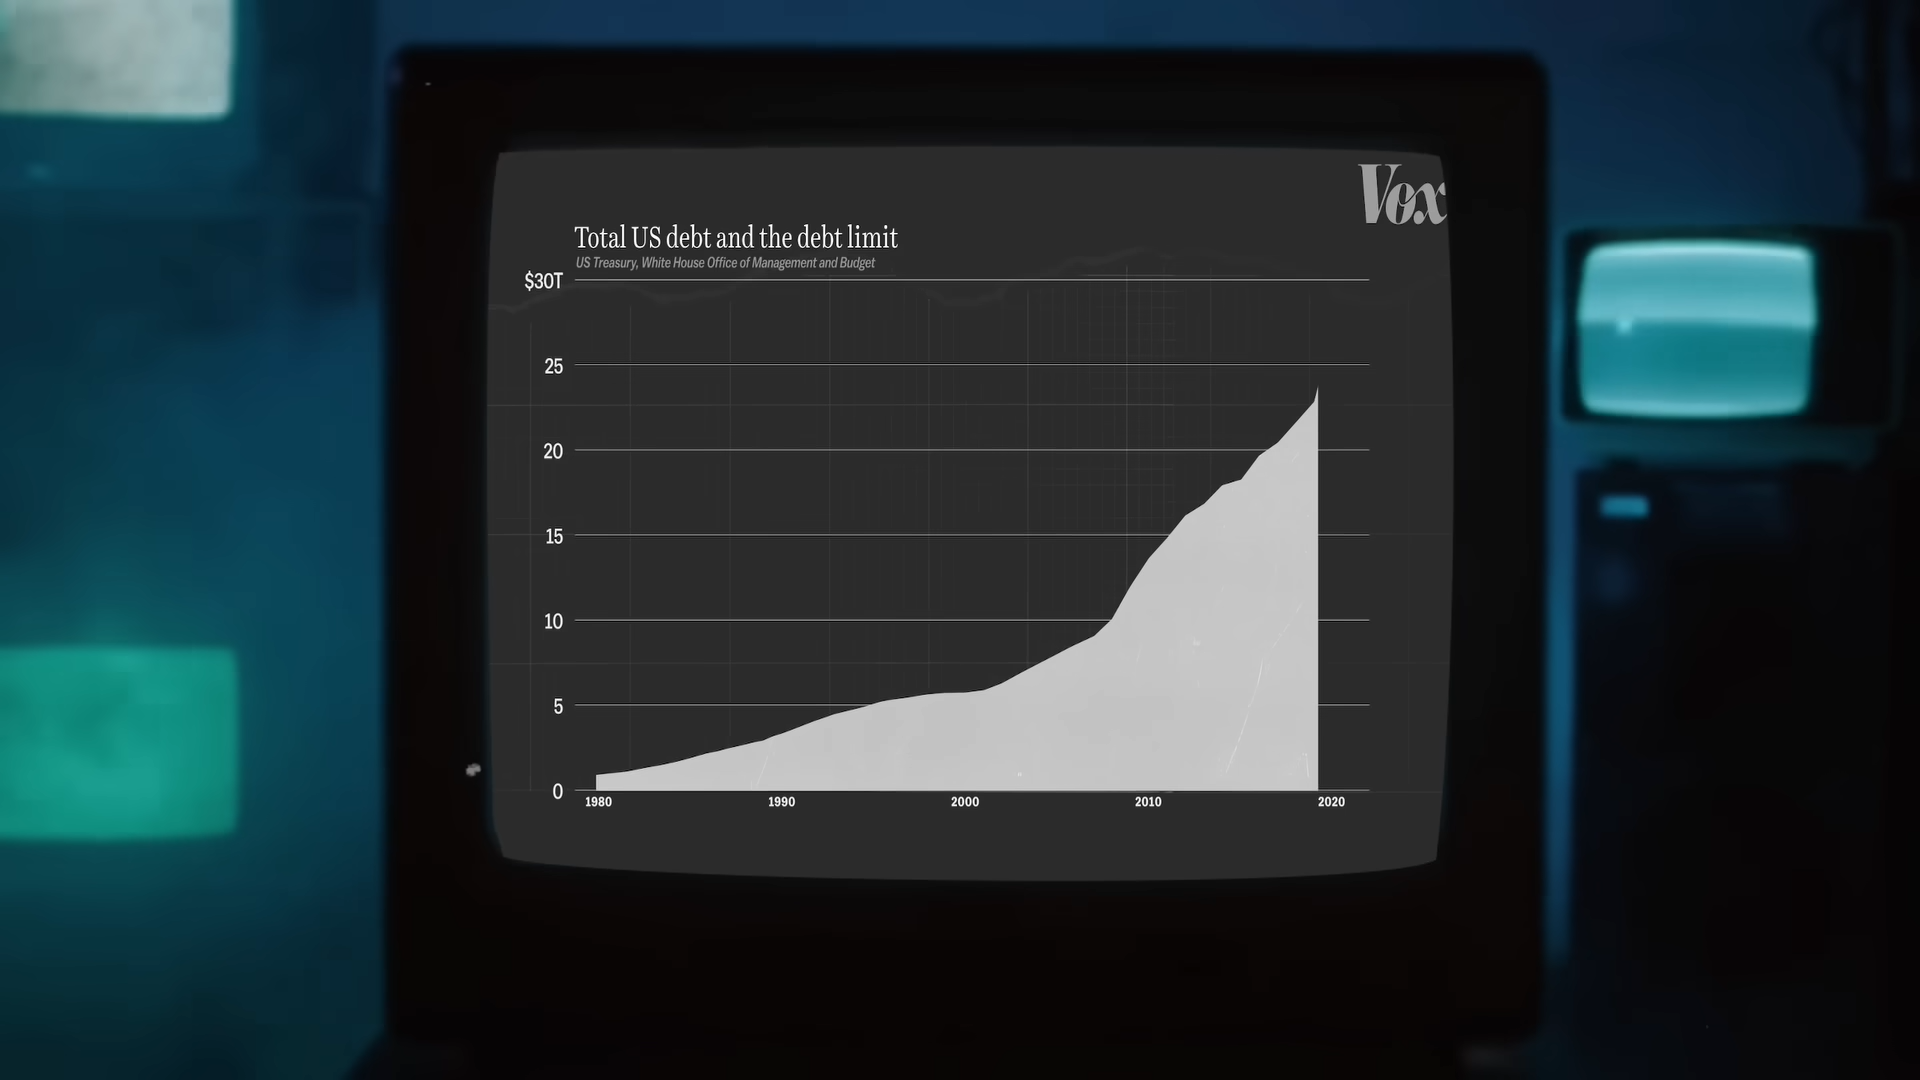 Vox
Total US debt and the debt limit
US Treasury, White House Office of Management and Budget
$30T
25
20
15
10
5
0
1980 1990 2000 2010 2020